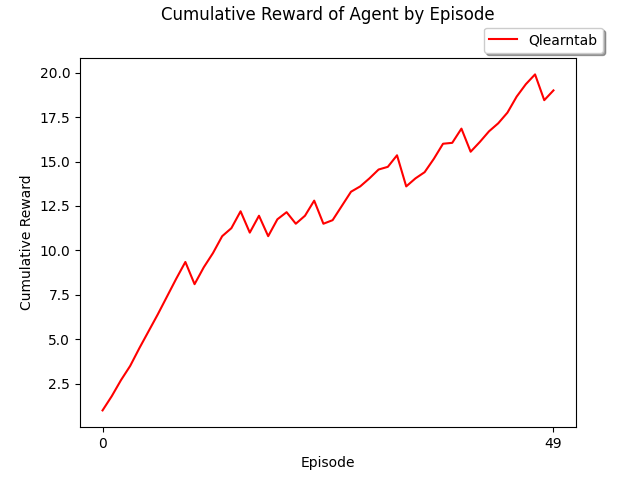 Cumulative Reward of Agent by Episode
Qlearntab
20.0
17.5
15.0
12.5
10.0
7.5
5.0
2.5
Cumulative Reward
0
49
Episode